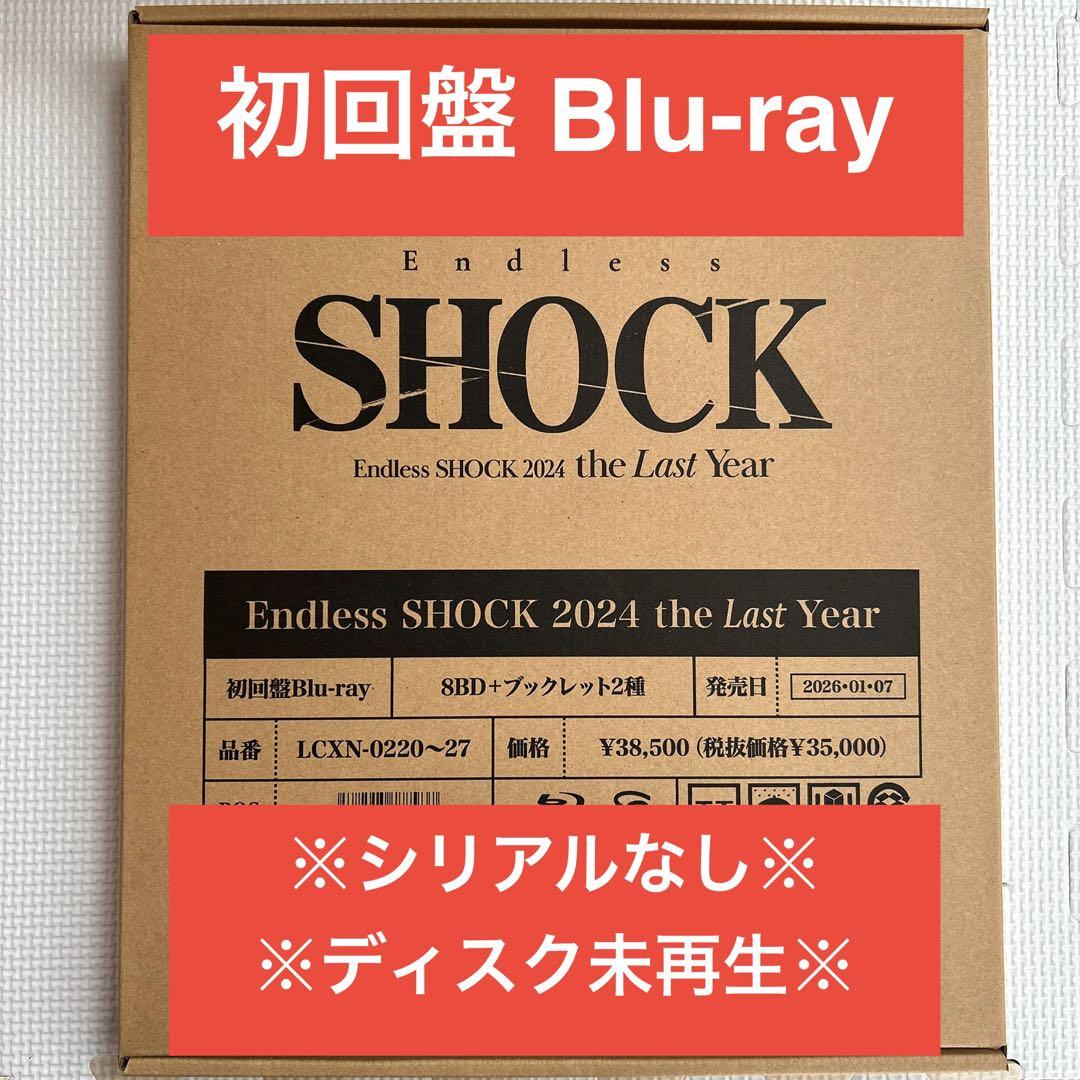 初回盤 Blu-ray
Endless
SHOCK
Endless SHOCK 2024 the Last Year
Endless SHOCK 2024 the Last Year
初回盤Blu-ray 8BD+ブックレット2種 発売日 2026・01・07
品番 LCXN-0220〜27 価格 ¥38,500(税抜価格¥35,000)
※シリアルなし※
※ディスク未再生※